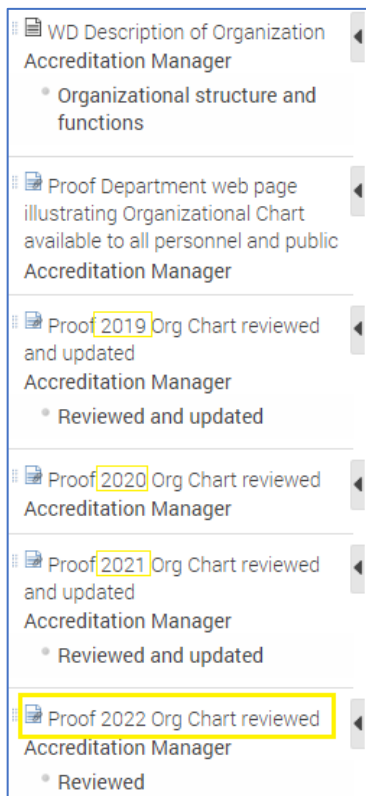 WD Description of Organization
Accreditation Manager
Organizational structure and
functions
Proof Department web page
illustrating Organizational Chart
available to all personnel and public
Accreditation Manager
Proof 2019 Org Chart reviewed
and updated
Accreditation Manager
Reviewed and updated
Proof 2020 Org Chart reviewed
Accreditation Manager
Proof 2021 Org Chart reviewed
and updated
Accreditation Manager
Reviewed and updated
Proof 2022 Org Chart reviewed
Accreditation Manager
Reviewed